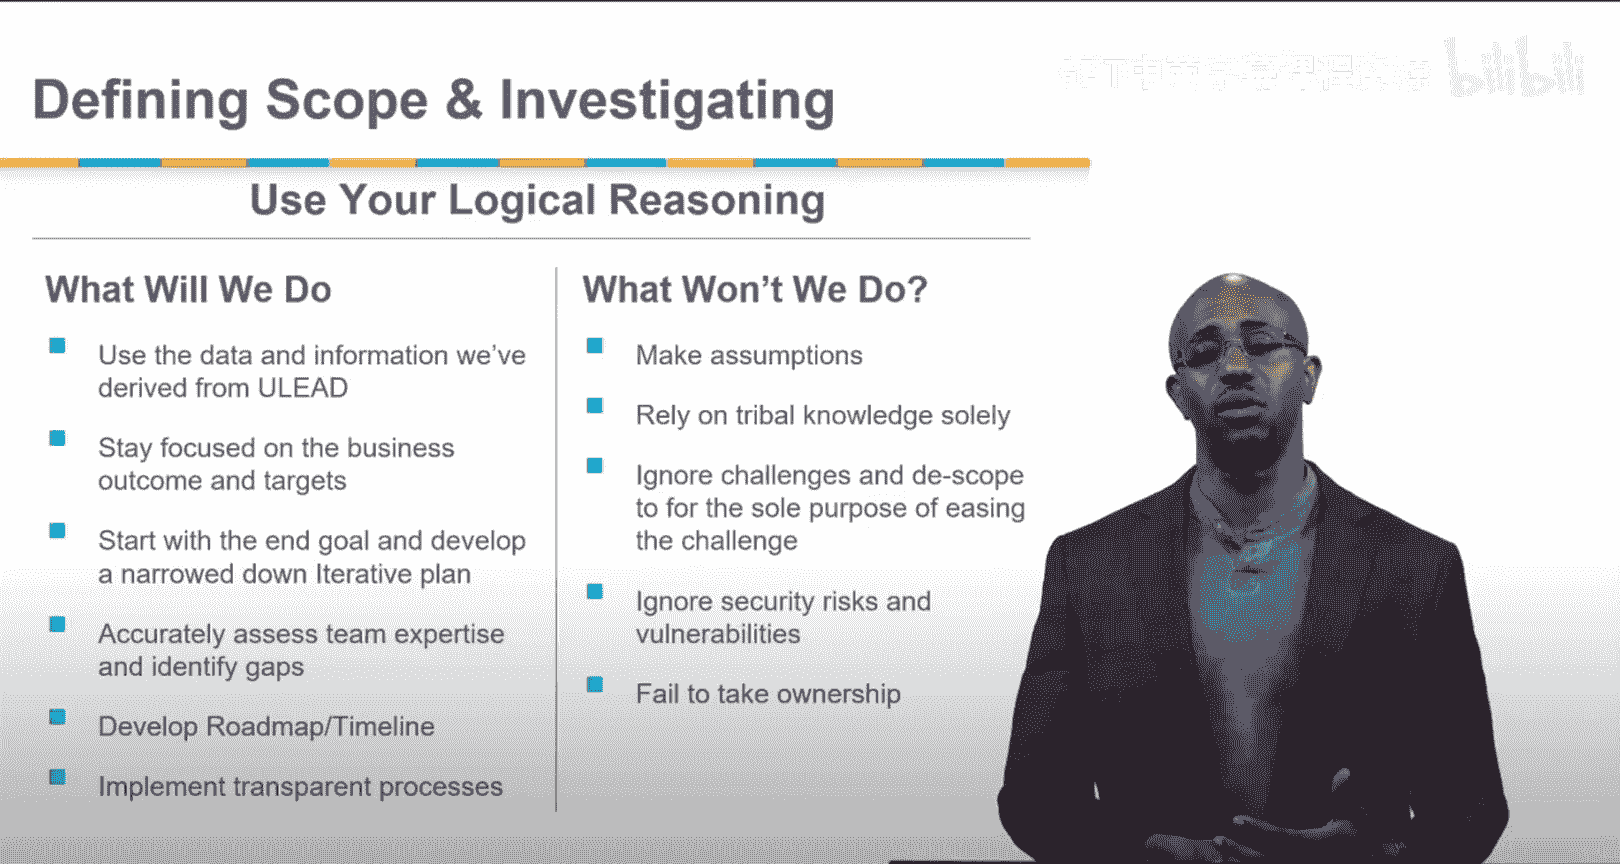 Defining Scope & Investigating
Use Your Logical Reasoning
What Will We Do
Use the data and information we've
derived from ULEAD
Stay focused on the business
outcome and targets
Start with the end goal and develop
a narrowed down Iterative plan
Accurately assess team expertise
and identify gaps
Develop Roadmap/Timeline
Implement transparent processes
What Won't We Do?
Make assumptions
Rely on tribal knowledge solely
Ignore challenges and de-scope
to for the sole purpose of easing
the challenge
Ignore security risks and
vulnerabilities
Fail to take ownership
bilibili